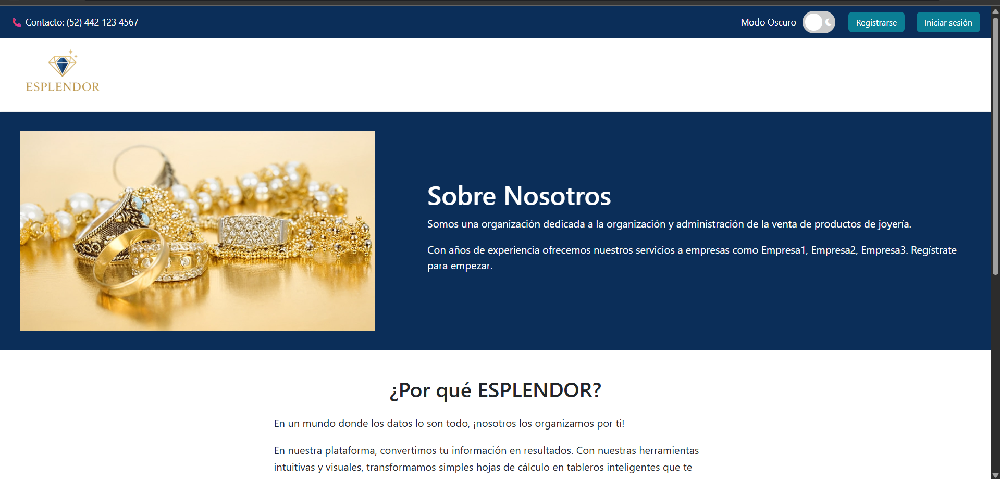 Contacto: (52) 442 123 4567
Modo Oscuro
Registrarse
Iniciar sesión
ESPLENDOR
Sobre Nosotros
Somos una organización dedicada a la organización y administración de la venta de productos de joyería.
Con años de experiencia ofrecemos nuestros servicios a empresas como Empresa1, Empresa2, Empresa3. Regístrate
para empezar.
¿Por qué ESPLENDOR?
En un mundo donde los datos lo son todo, ¡nosotros los organizamos por ti!
En nuestra plataforma, convertimos tu información en resultados. Con nuestras herramientas
intuitivas y visuales, transformamos simples hojas de cálculo en tableros inteligentes que te